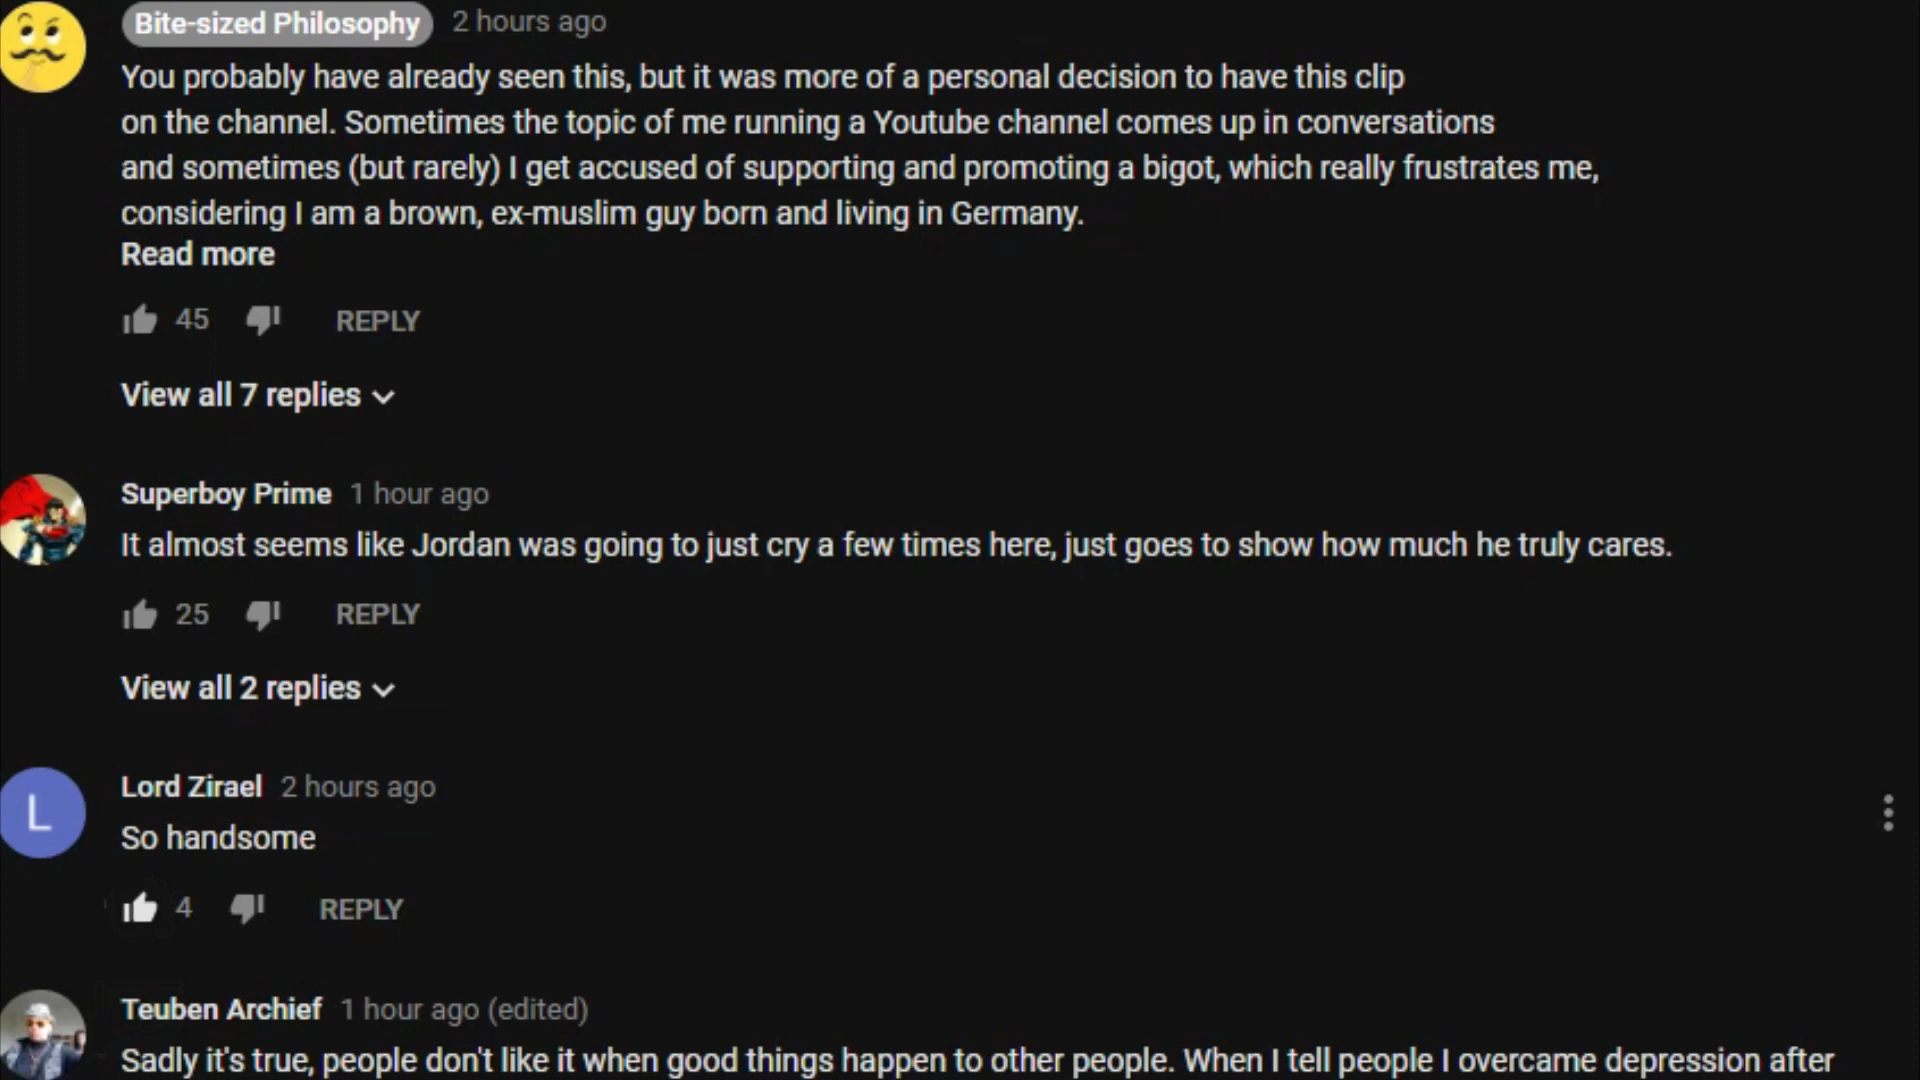 Bite-sized Philosophy 2 hours ago
You probably have already seen this, but it was more of a personal decision to have this clip
on the channel. Sometimes the topic of me running a Youtube channel comes up in conversations
and sometimes (but rarely) I get accused of supporting and promoting a bigot, which really frustrates me,
considering I am a brown, ex-muslim guy born and living in Germany.
Read more
45 REPLY
View all 7 replies
Superboy Prime 1 hour ago
It almost seems like Jordan was going to just cry a few times here, just goes to show how much he truly cares.
25 REPLY
View all 2 replies
L
Lord Zirael 2 hours ago
So handsome
4 REPLY
Teuben Archief 1 hour ago (edited)
Sadly it's true, people don't like it when good things happen to other people. When I tell people I overcame depression after